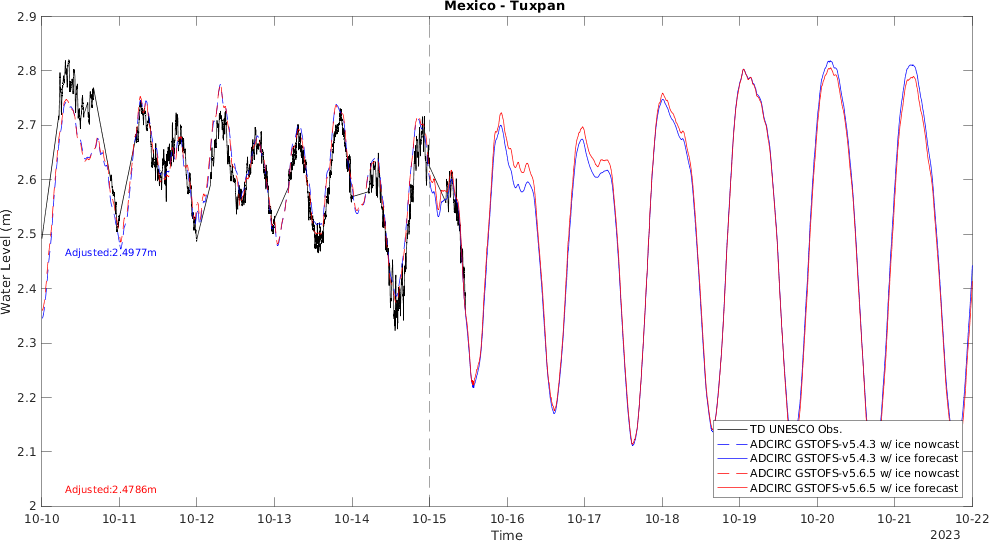 Mexico - Tuxpan
2.9
2.8
2.7
2.6
2.5
2.4
2.3
2.2
2.1
2
Water Level (m)
Adjusted:2.4977m
Adjusted:2.4786m
TD UNESCO Obs.
ADCIRC GSTOFS-v5.4.3 w/ ice nowcast
ADCIRC GSTOFS-v5.4.3 w/ ice forecast
ADCIRC GSTOFS-v5.6.5 w/ ice nowcast
ADCIRC GSTOFS-v5.6.5 w/ ice forecast
10-10 10-11 10-12 10-13 10-14 10-15 10-16 10-17 10-18 10-19 10-20 10-21 10-22
Time
2023